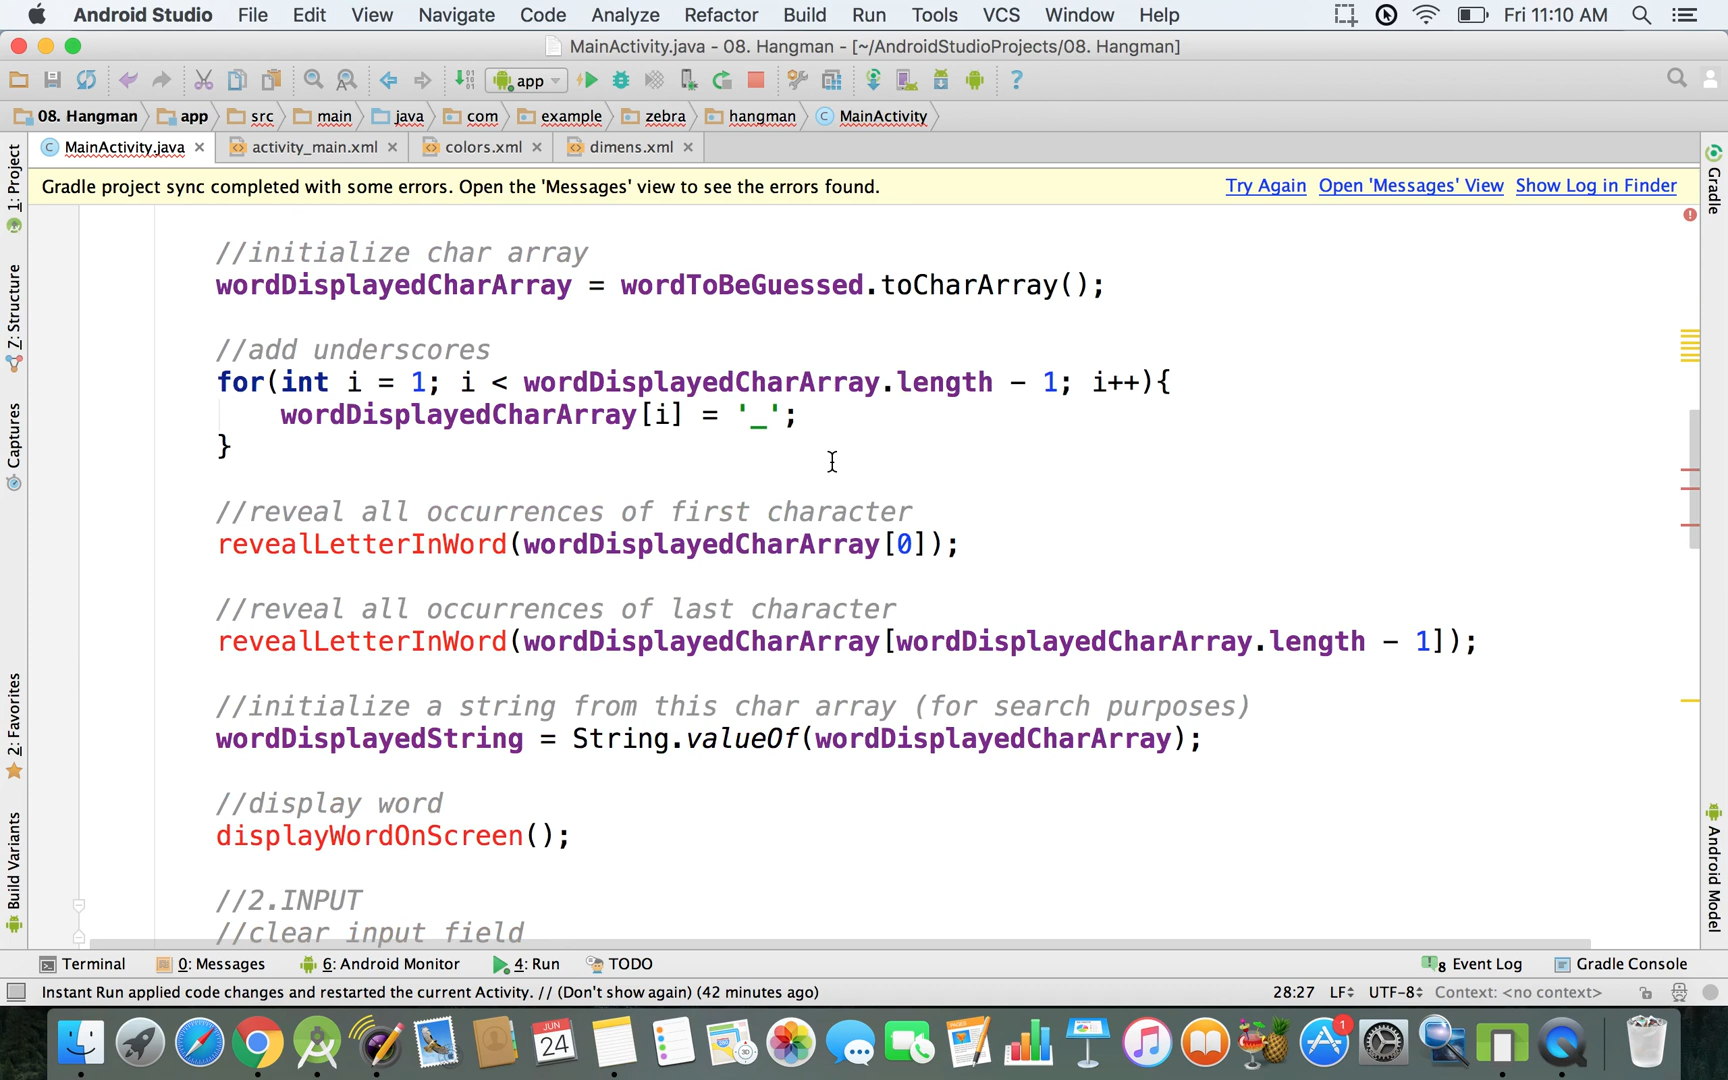 Android Studio File Edit View Navigate Code Analyze Refactor Build Run Tools VCS Window Help Fri 11:10 AM
MainActivity.java - 08. Hangman - [~/AndroidStudioProjects/08. Hangman]
app
08. Hangman app src main java com example zebra hangman MainActivity
MainActivity.java activity_main.xml colors.xml dimens.xml
Gradle project sync completed with some errors. Open the 'Messages' view to see the errors found. Try Again Open 'Messages' View Show Log in Finder
1: Project
Z: Structure
Captures
2: Favorites
Build Variants
//initialize char array
wordDisplayedCharArray = wordToBeGuessed.toCharArray();
//add underscores
for(int i = 1; i < wordDisplayedCharArray.length - 1; i++){
wordDisplayedCharArray[i] = '_';
}
//reveal all occurrences of first character
revealLetterInWord(wordDisplayedCharArray[0]);
//reveal all occurrences of last character
revealLetterInWord(wordDisplayedCharArray[wordDisplayedCharArray.length - 1]);
//initialize a string from this char array (for search purposes)
wordDisplayedString = String.valueOf(wordDisplayedCharArray);
//display word
displayWordOnScreen();
//2.INPUT
//clear input field
Gradle
Android Model
Terminal 0: Messages 6: Android Monitor 4: Run TODO 8 Event Log Gradle Console
Instant Run applied code changes and restarted the current Activity. // (Don't show again) (42 minutes ago) 28:27 LF UTF-8 Context: <no context>
JUN
24
1